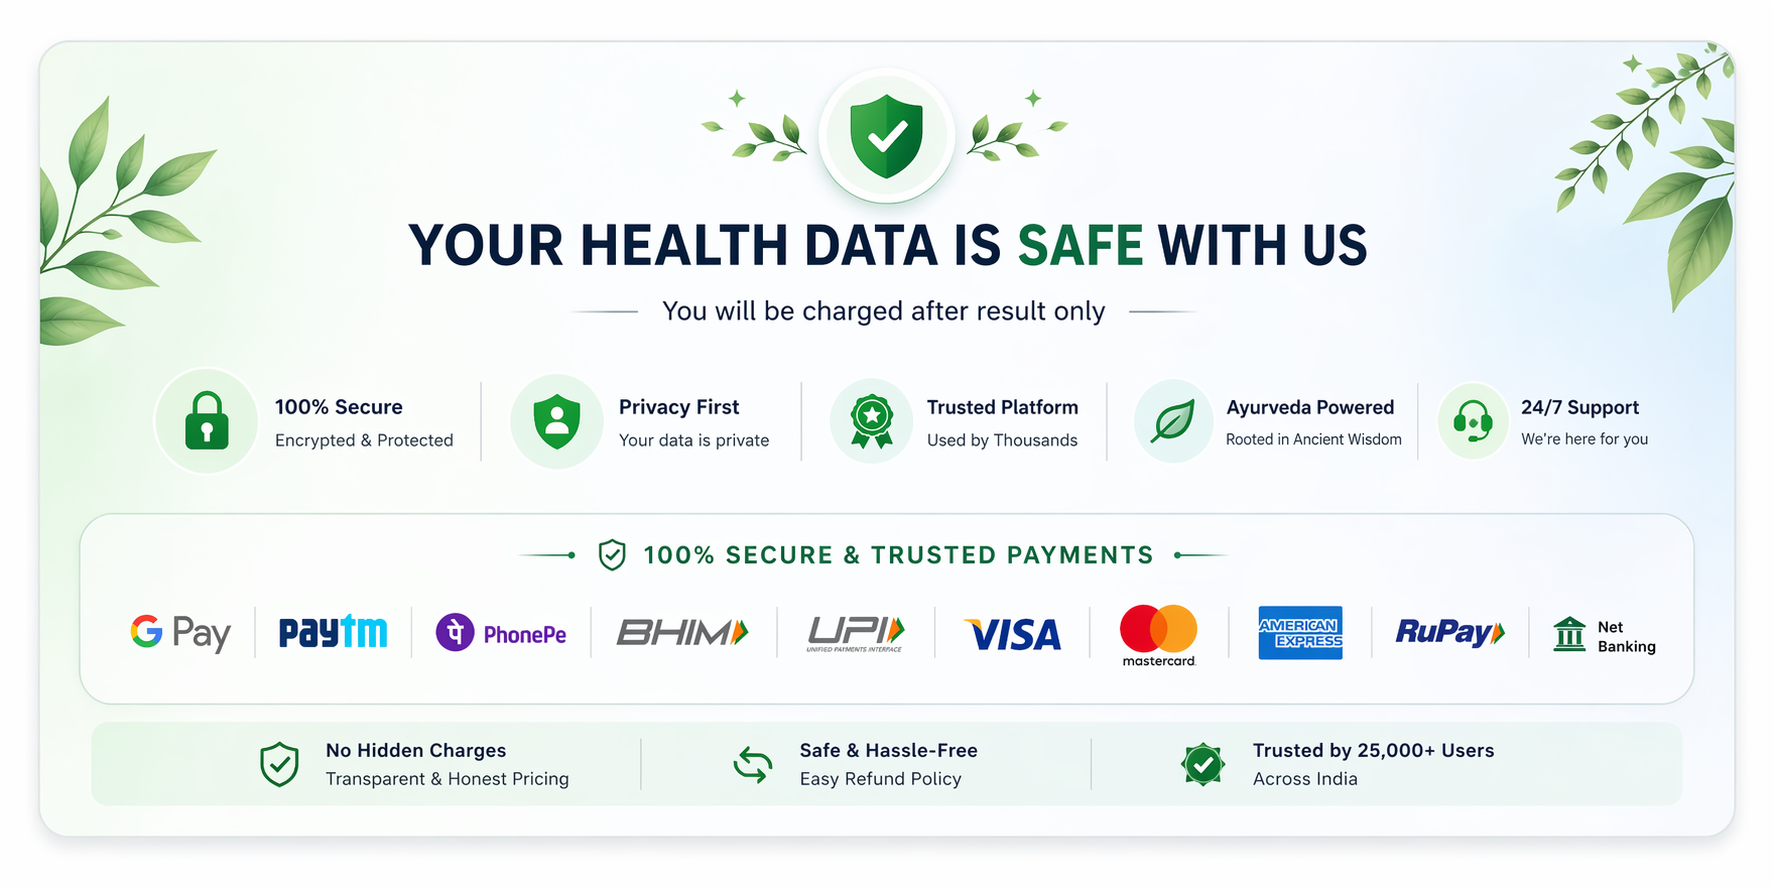 YOUR HEALTH DATA IS SAFE WITH US
You will be charged after result only
100% Secure
Encrypted & Protected
Privacy First
Your data is private
Trusted Platform
Used by Thousands
Ayurveda Powered
Rooted in Ancient Wisdom
24/7 Support
We're here for you
100% SECURE & TRUSTED PAYMENTS
G Pay
paytm
पे PhonePe
BHIM
UPI
UNIFIED PAYMENTS INTERFACE
VISA
mastercard.
AMERICAN
EXPRESS
RuPay
Net
Banking
No Hidden Charges
Transparent & Honest Pricing
Safe & Hassle-Free
Easy Refund Policy
Trusted by 25,000+ Users
Across India